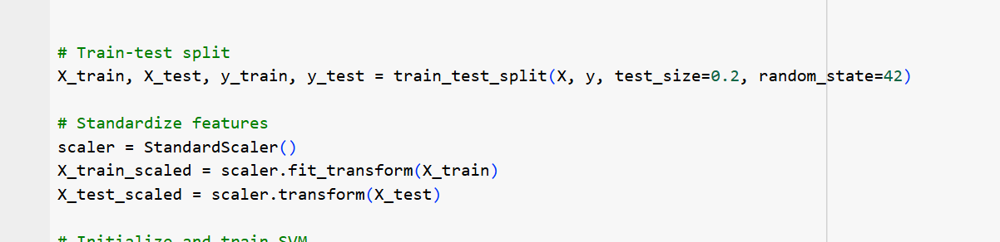 # Train-test split
X_train, X_test, y_train, y_test = train_test_split(X, y, test_size=0.2, random_state=42)
# Standardize features
scaler = StandardScaler()
X_train_scaled = scaler.fit_transform(X_train)
X_test_scaled = scaler.transform(X_test)
# Initialize and train SVM